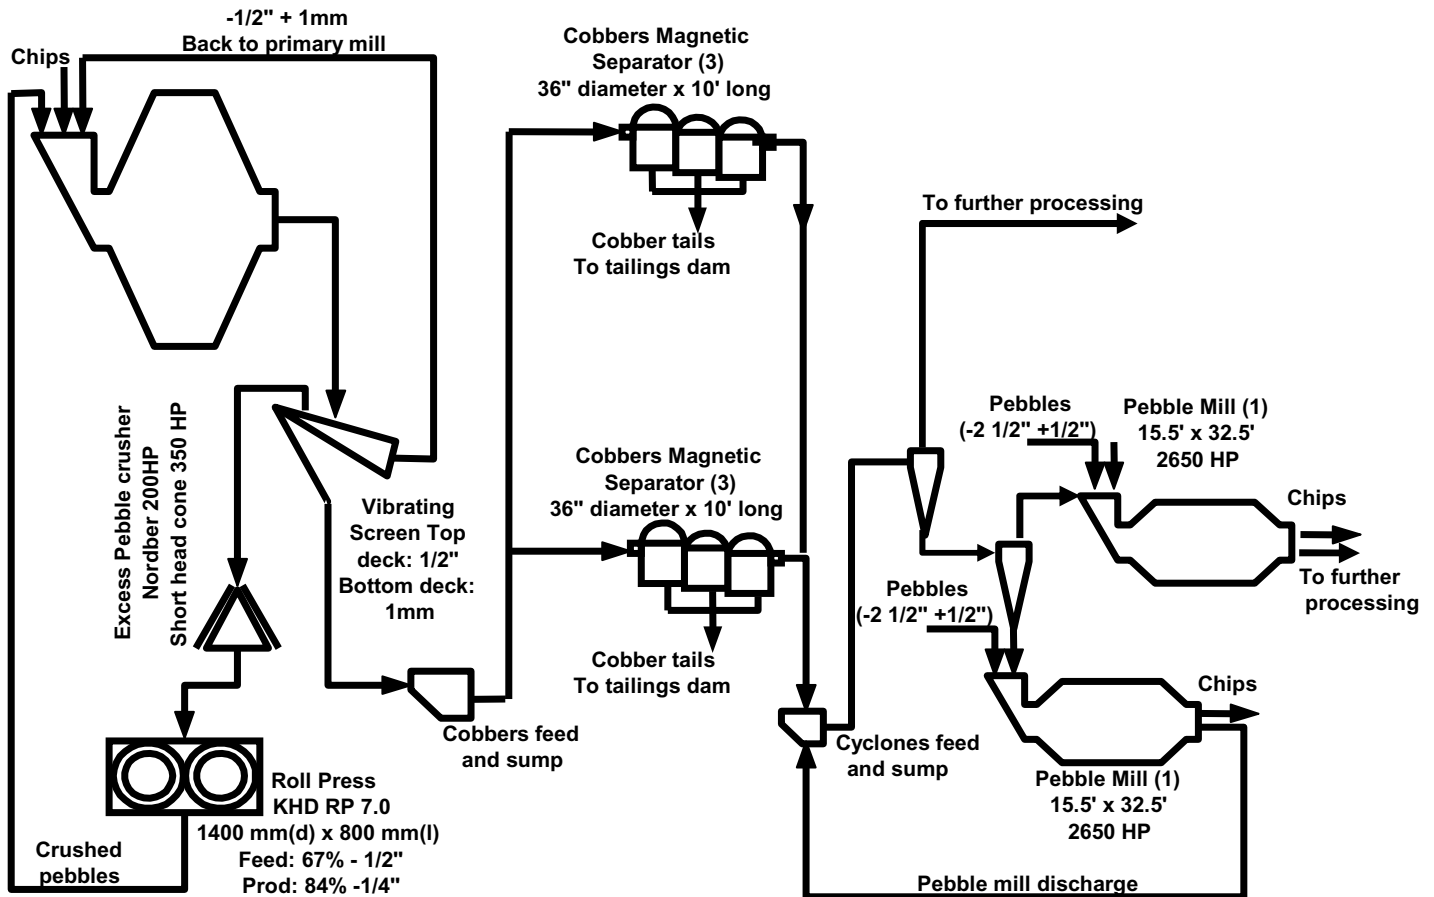 -1/2" + 1mm
Back to primary mill
Chips
Cobbers Magnetic
Separator (3)
36" diameter x 10' long
Cobber tails
To tailings dam
To further processing
Excess Pebble crusher
Nordber 200HP
Short head cone 350 HP
Vibrating
Screen Top
deck: 1/2"
Bottom deck:
1mm
Cobbers Magnetic
Separator (3)
36" diameter x 10' long
Cobber tails
To tailings dam
Pebbles
(-2 1/2" +1/2")
Pebble Mill (1)
15.5' x 32.5'
2650 HP
Chips
To further
processing
Pebbles
(-2 1/2" +1/2")
Chips
Cobbers feed
and sump
Cyclones feed
and sump
Pebble Mill (1)
15.5' x 32.5'
2650 HP
Roll Press
KHD RP 7.0
1400 mm(d) x 800 mm(l)
Feed: 67% - 1/2"
Prod: 84% -1/4"
Crushed
pebbles
Pebble mill discharge